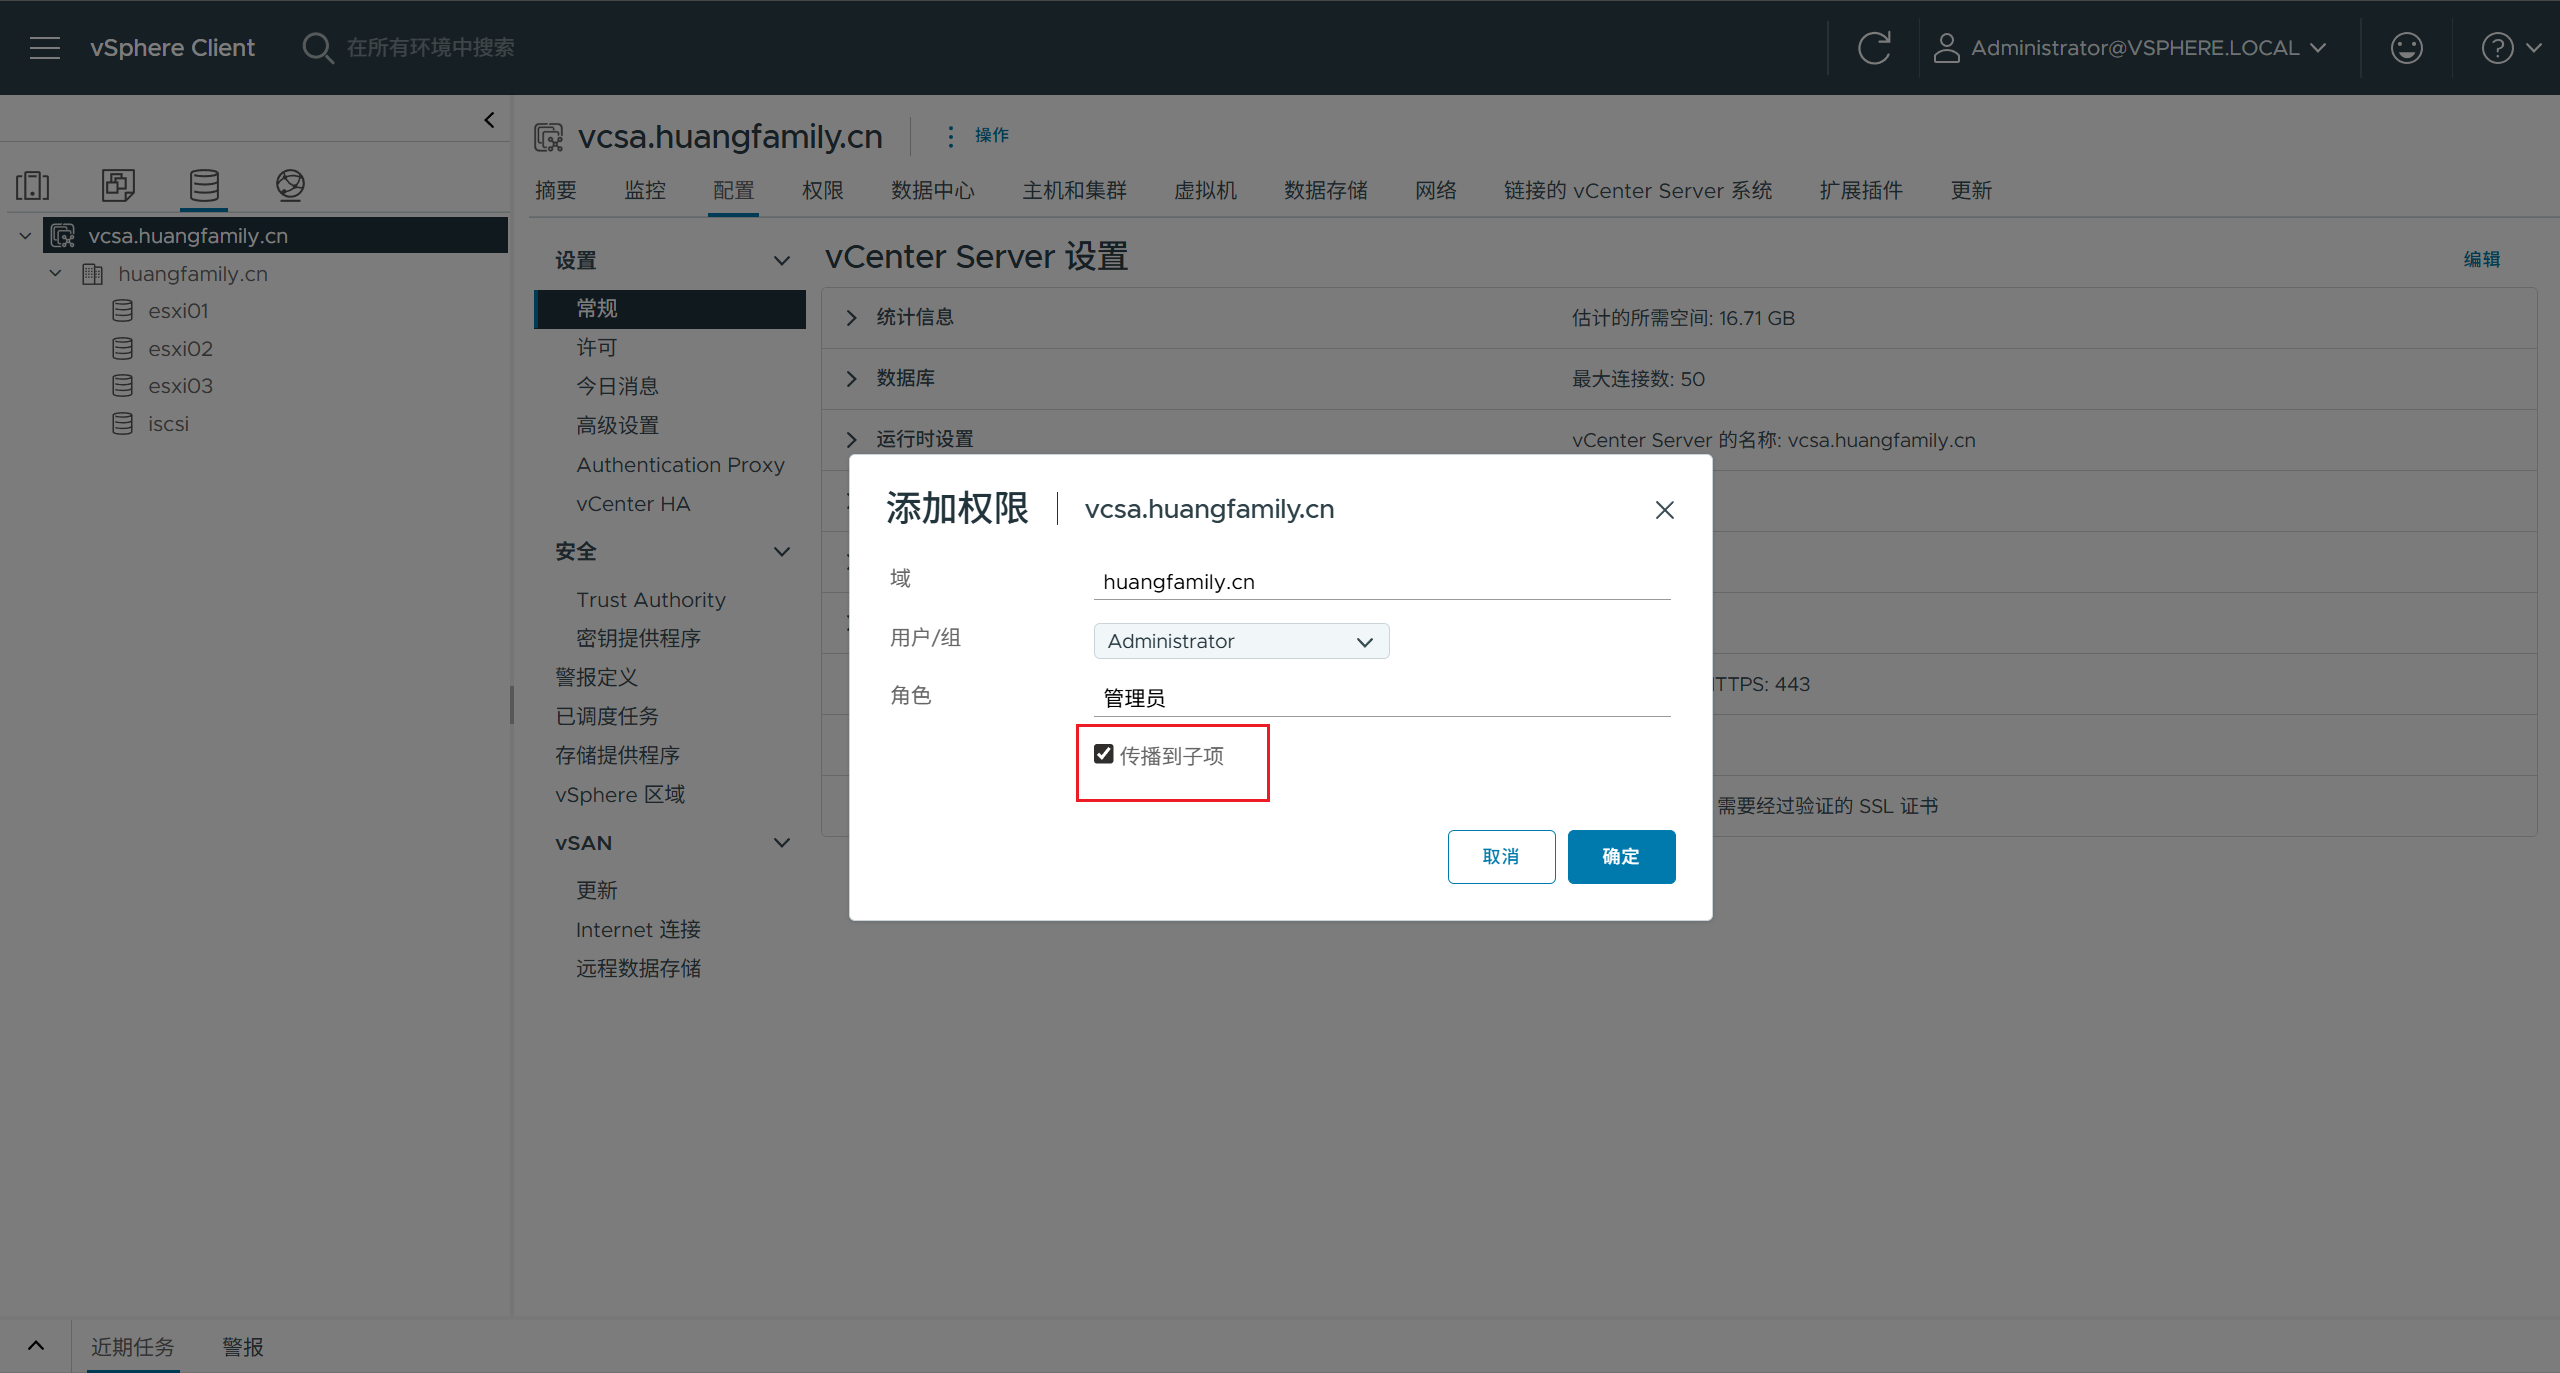 vSphere Client
在所有环境中搜索
Administrator@VSPHERE.LOCAL
vcsa.huangfamily.cn
huangfamily.cn
esxi01
esxi02
esxi03
iscsi
vcsa.huangfamily.cn
操作
摘要 监控 配置 权限 数据中心 主机和集群 虚拟机 数据存储 网络 链接的 vCenter Server 系统 扩展插件 更新
设置
常规
许可
今日消息
高级设置
Authentication Proxy
vCenter HA
安全
Trust Authority
密钥提供程序
警报定义
已调度任务
存储提供程序
vSphere 区域
vSAN
更新
Internet 连接
远程数据存储
vCenter Server 设置
编辑
统计信息 估计的所需空间: 16.71 GB
数据库 最大连接数: 50
运行时设置 vCenter Server 的名称: vcsa.huangfamily.cn
TTPS: 443
需要经过验证的 SSL 证书
添加权限 vcsa.huangfamily.cn
域 huangfamily.cn
用户/组 Administrator
角色 管理员
传播到子项
取消 确定
近期任务 警报